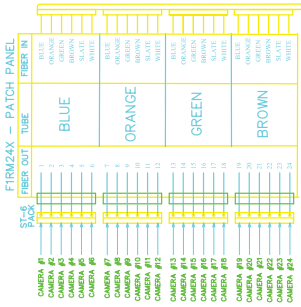 F1RM24X – PATCH PANEL
FIBER IN
BLUE
ORANGE
GREEN
BROWN
SLATE
WHITE
BLUE
ORANGE
GREEN
BROWN
SLATE
WHITE
BLUE
ORANGE
GREEN
BROWN
SLATE
WHITE
BLUE
ORANGE
GREEN
BROWN
SLATE
WHITE
TUBE
BLUE
ORANGE
GREEN
BROWN
FIBER OUT
1
2
3
4
5
6
7
8
9
10
11
12
13
14
15
16
17
18
19
20
21
22
23
24
ST-6
PACK
CAMERA #1
CAMERA #2
CAMERA #3
CAMERA #4
CAMERA #5
CAMERA #6
CAMERA #7
CAMERA #8
CAMERA #9
CAMERA #10
CAMERA #11
CAMERA #12
CAMERA #13
CAMERA #14
CAMERA #15
CAMERA #16
CAMERA #17
CAMERA #18
CAMERA #19
CAMERA #20
CAMERA #21
CAMERA #22
CAMERA #23
CAMERA #24